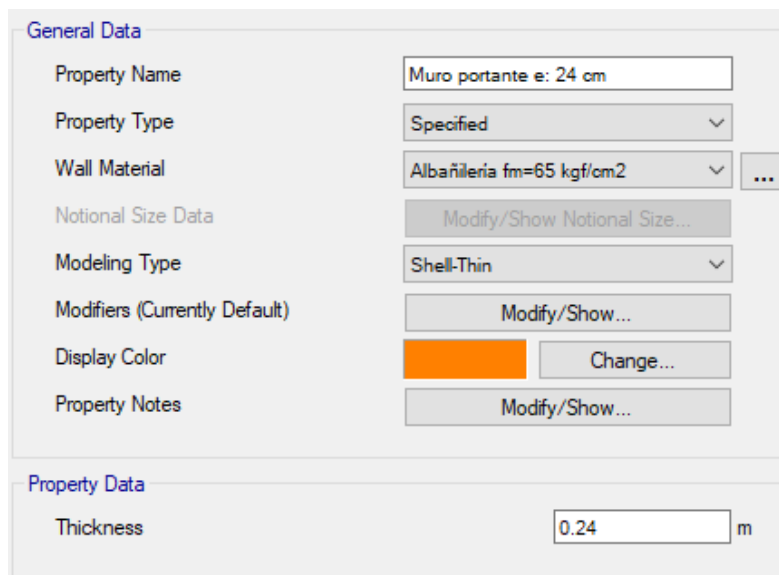 General Data
Property Name Muro portante e: 24 cm
Property Type Specified
Wall Material Albañilería fm=65 kgf/cm2 ...
Notional Size Data Modify/Show Notional Size...
Modeling Type Shell-Thin
Modifiers (Currently Default) Modify/Show...
Display Color Change...
Property Notes Modify/Show...
Property Data
Thickness 0.24 m